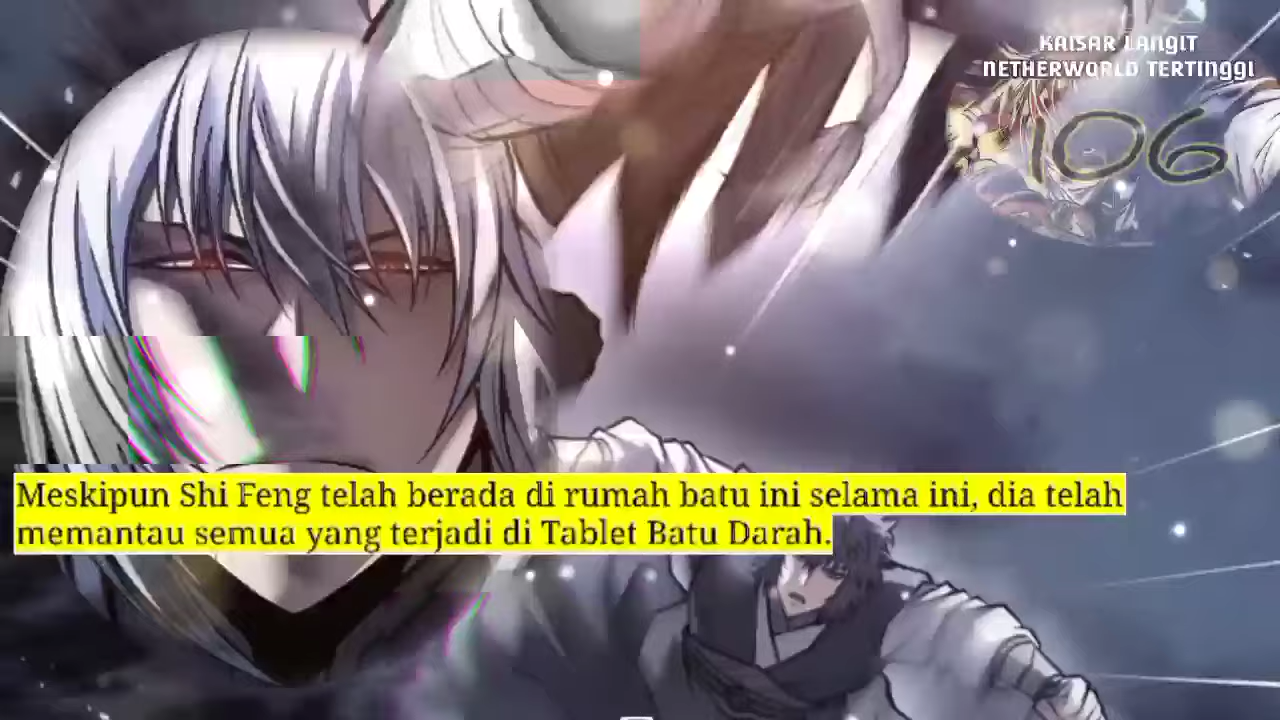 KAISAR LANGIT
NETHERWORLD TERTINGGI
106
Meskipun Shi Feng telah berada di rumah batu ini selama ini, dia telah
memantau semua yang terjadi di Tablet Batu Darah.